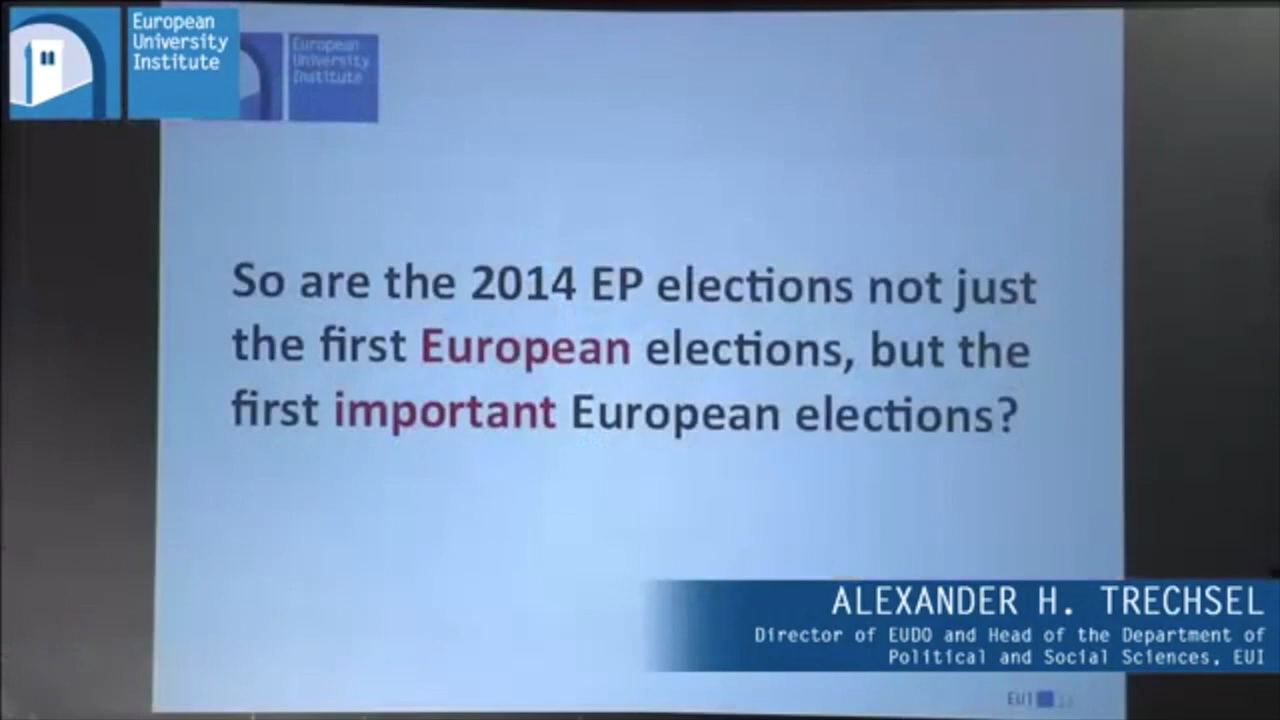 European
University
Institute
European
University
Institute
So are the 2014 EP elections not just
the first European elections, but the
first important European elections?
ALEXANDER H. TRECHSEL
Director of EUDO and Head of the Department of
Political and Social Sciences, EUI
EUI